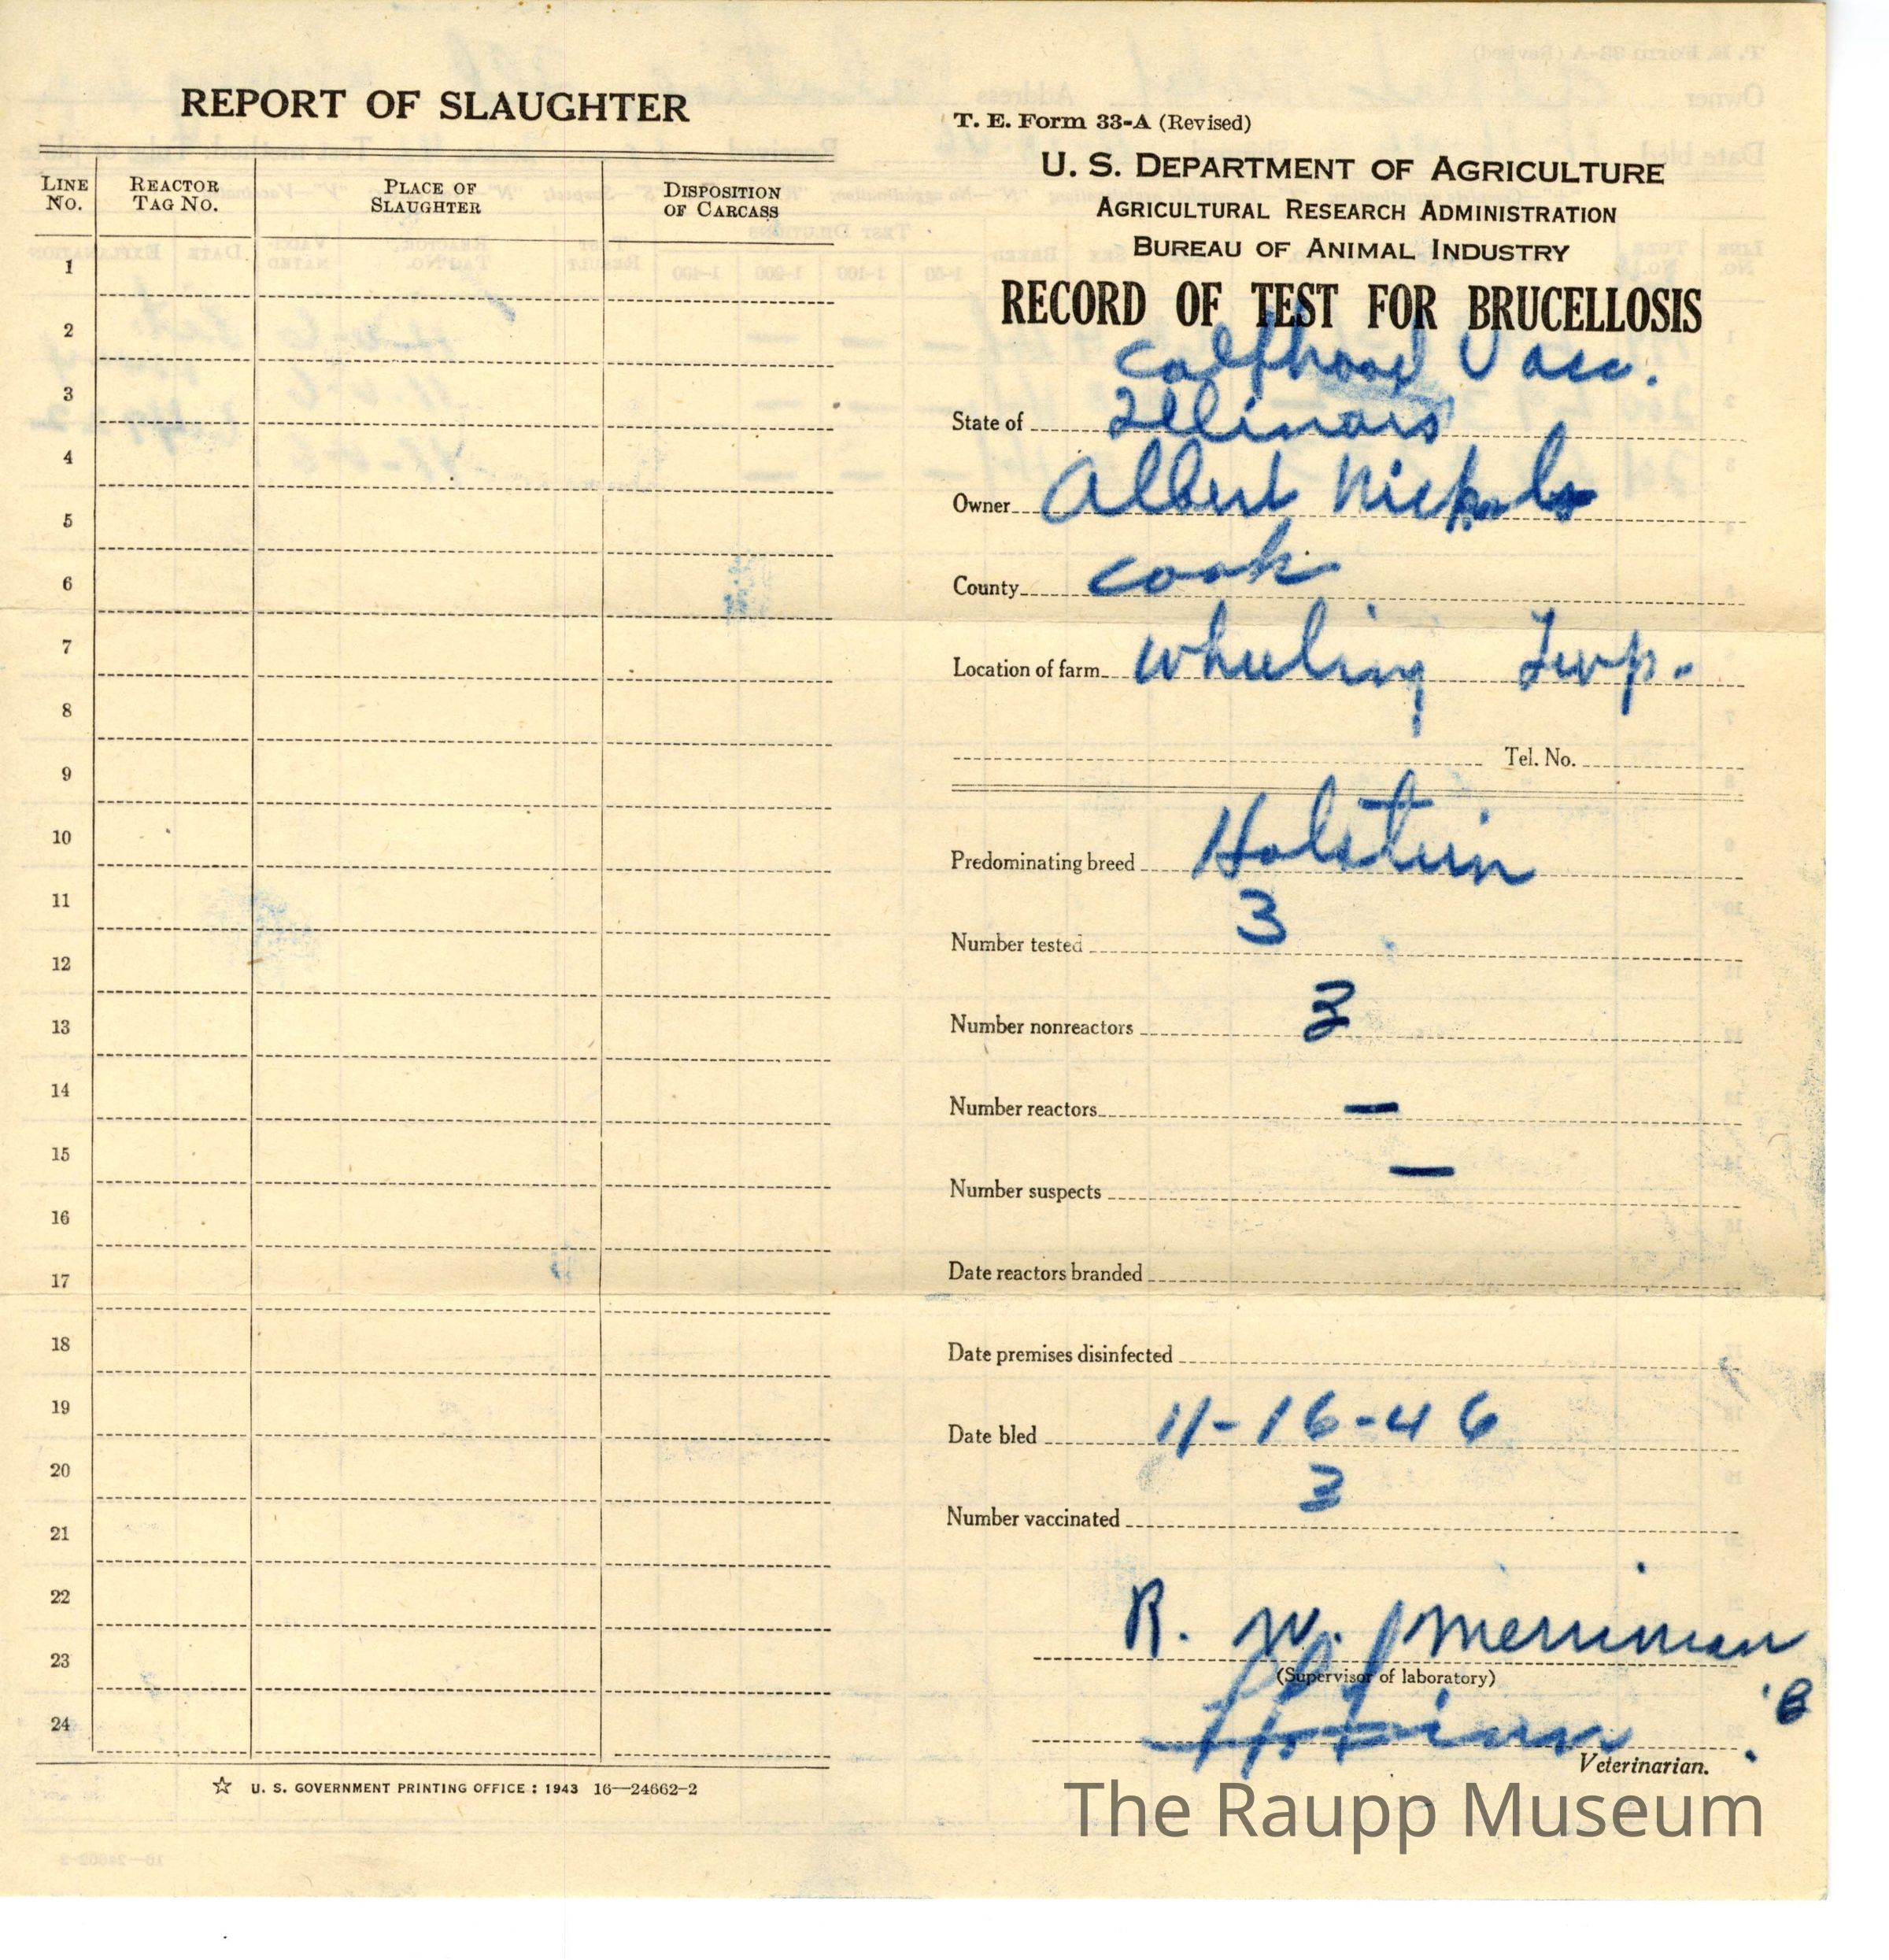 REPORT OF SLAUGHTER
LINE NO. REACTOR TAG NO. PLACE OF SLAUGHTER DISPOSITION OF CARCASS
1
2
3
4
5
6
7
8
9
10
11
12
13
14
15
16
17
18
19
20
21
22
23
24
☆ U. S. GOVERNMENT PRINTING OFFICE : 1943 16—24662-2
T. E. Form 33-A (Revised)
U. S. DEPARTMENT OF AGRICULTURE
AGRICULTURAL RESEARCH ADMINISTRATION
BUREAU OF ANIMAL INDUSTRY
RECORD OF TEST FOR BRUCELLOSIS
Calfhood Vacc.
State of Illinois
Owner Albert Nichols
County Cook
Location of farm Wheeling Twp.
Tel. No.
Predominating breed Holstein
Number tested 3
Number nonreactors 3
Number reactors —
Number suspects —
Date reactors branded
Date premises disinfected
Date bled 11-16-46
Number vaccinated 3
R. W. Merriman
(Supervisor of laboratory)
Veterinarian.
The Raupp Museum